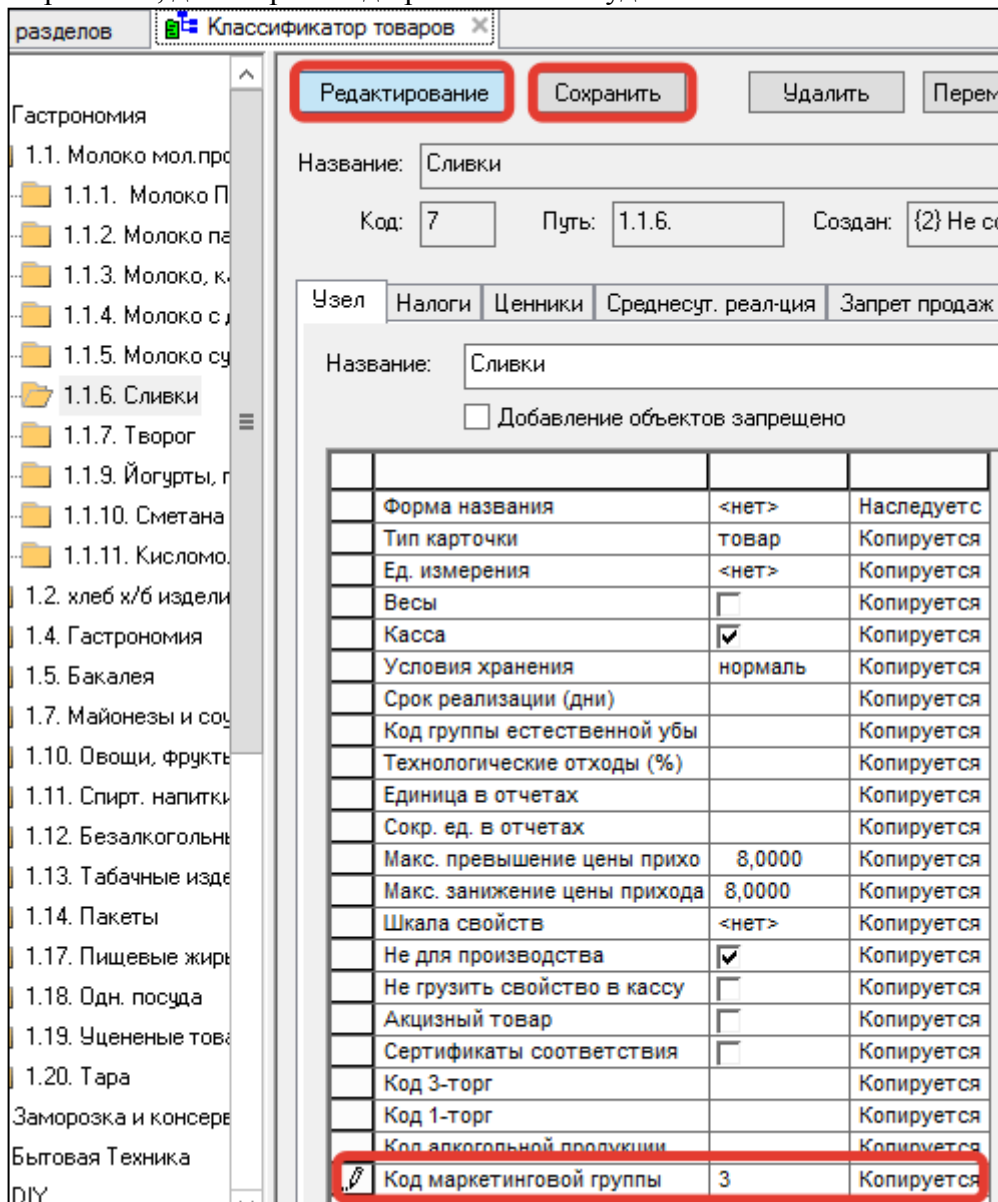 разделов
Классификатор товаров
Гастрономия
1.1. Молоко мол.про
1.1.1. Молоко П
1.1.2. Молоко па
1.1.3. Молоко, к
1.1.4. Молоко с
1.1.5. Молоко су
1.1.6. Сливки
1.1.7. Творог
1.1.9. Йогурты, г
1.1.10. Сметана
1.1.11. Кисломо.
1.2. хлеб х/б издели
1.4. Гастрономия
1.5. Бакалея
1.7. Майонезы и соу
1.10. Овощи, фрукты
1.11. Спирт. напитки
1.12. Безалкогольны
1.13. Табачные изде
1.14. Пакеты
1.17. Пищевые жиры
1.18. Одн. посуда
1.19. Уцененые това
1.20. Тара
Заморозка и консерв
Бытовая Техника
DIY
Редактирование Сохранить Удалить Перем
Название: Сливки
Код: 7 Путь: 1.1.6. Создан: {2} Не со
Узел Налоги Ценники Среднесут. реал-ция Запрет продаж
Название: Сливки
Добавление объектов запрещено
Форма названия <нет> Наследуетс
Тип карточки товар Копируется
Ед. измерения <нет> Копируется
Весы Копируется
Касса Копируется
Условия хранения нормаль Копируется
Срок реализации (дни) Копируется
Код группы естественной убы Копируется
Технологические отходы (%) Копируется
Единица в отчетах Копируется
Сокр. ед. в отчетах Копируется
Макс. превышение цены прихо 8,0000 Копируется
Макс. занижение цены прихода 8,0000 Копируется
Шкала свойств <нет> Копируется
Не для производства Копируется
Не грузить свойство в кассу Копируется
Акцизный товар Копируется
Сертификаты соответствия Копируется
Код 3-торг Копируется
Код 1-торг Копируется
Код алкогольной продукции Копируется
Код маркетинговой группы 3 Копируется